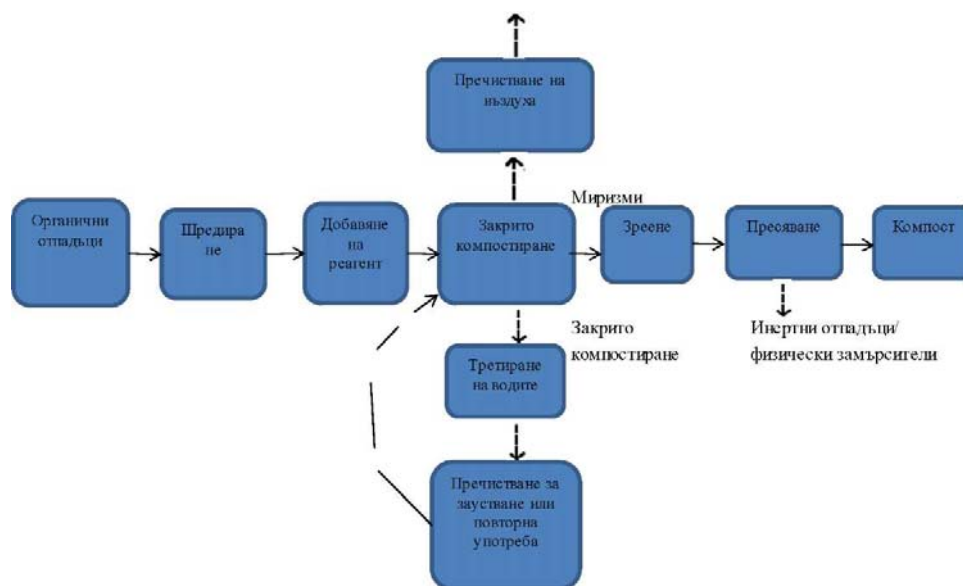 Пречистване на
въздуха
Миризми
Органични
отпадъци
Шредира
не
Добавяне
на
реагент
Закрито
компостиране
Зреене
Пресяване
Компост
Закрито
компостиране
Инертни отпадъци/
физически замърсители
Третиране
на водите
Пречистване за
заустване или
повторна
употреба